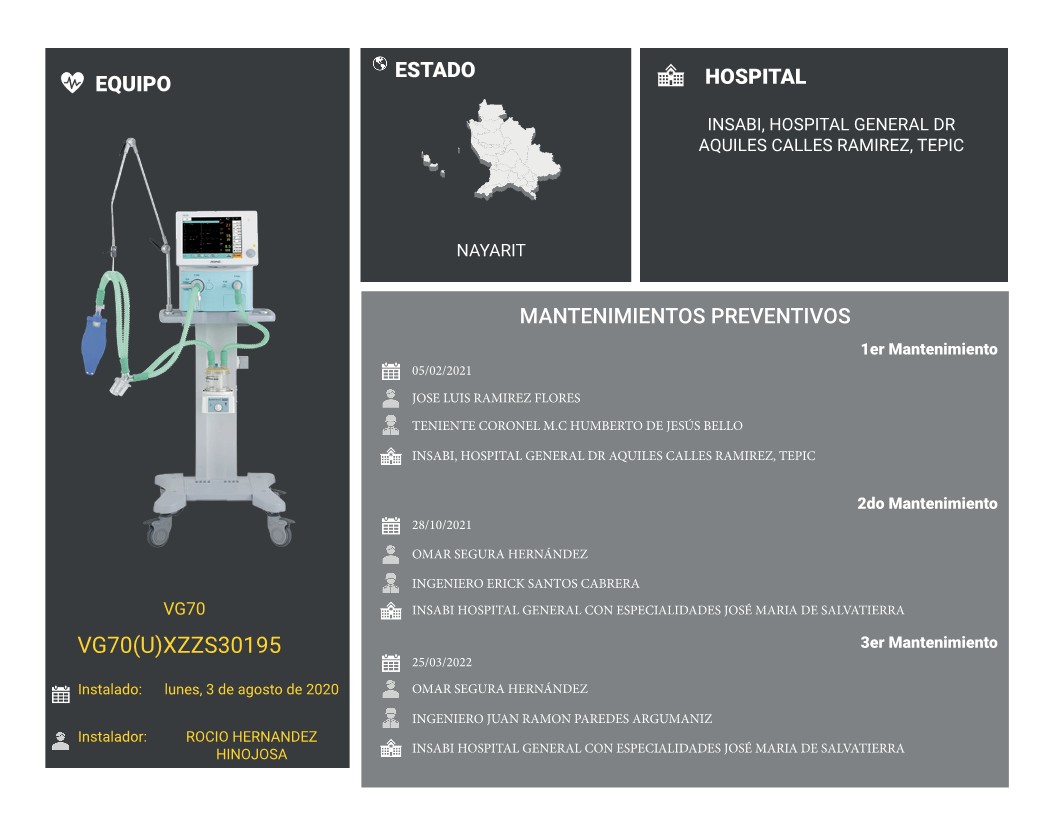 EQUIPO
VG70
VG70(U)XZZS30195
Instalado: lunes, 3 de agosto de 2020
Instalador: ROCIO HERNANDEZ
HINOJOSA
ESTADO
NAYARIT
HOSPITAL
INSABI, HOSPITAL GENERAL DR
AQUILES CALLES RAMIREZ, TEPIC
MANTENIMIENTOS PREVENTIVOS
1er Mantenimiento
05/02/2021
JOSE LUIS RAMIREZ FLORES
TENIENTE CORONEL M.C HUMBERTO DE JESÚS BELLO
INSABI, HOSPITAL GENERAL DR AQUILES CALLES RAMIREZ, TEPIC
2do Mantenimiento
28/10/2021
OMAR SEGURA HERNÁNDEZ
INGENIERO ERICK SANTOS CABRERA
INSABI HOSPITAL GENERAL CON ESPECIALIDADES JOSÉ MARIA DE SALVATIERRA
3er Mantenimiento
25/03/2022
OMAR SEGURA HERNÁNDEZ
INGENIERO JUAN RAMON PAREDES ARGUMANIZ
INSABI HOSPITAL GENERAL CON ESPECIALIDADES JOSÉ MARIA DE SALVATIERRA